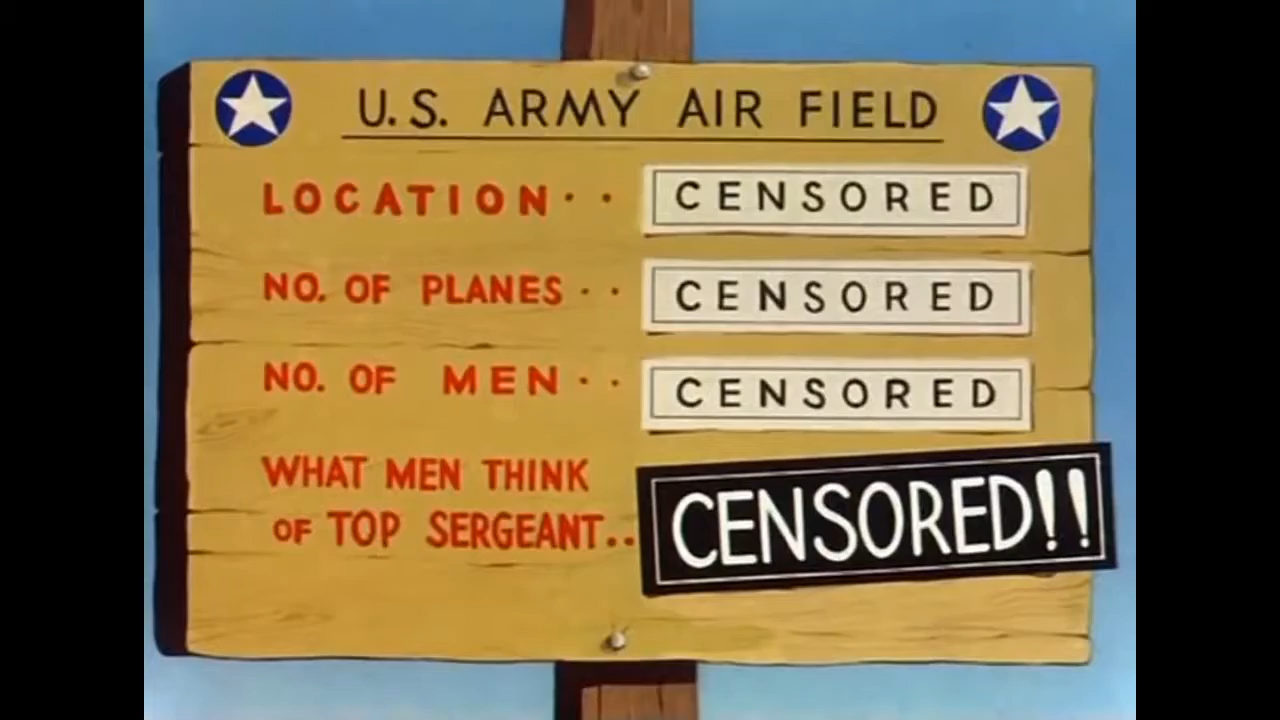 U.S. ARMY AIR FIELD
LOCATION.. CENSORED
NO. OF PLANES.. CENSORED
NO. OF MEN.. CENSORED
WHAT MEN THINK
OF TOP SERGEANT.. CENSORED!!